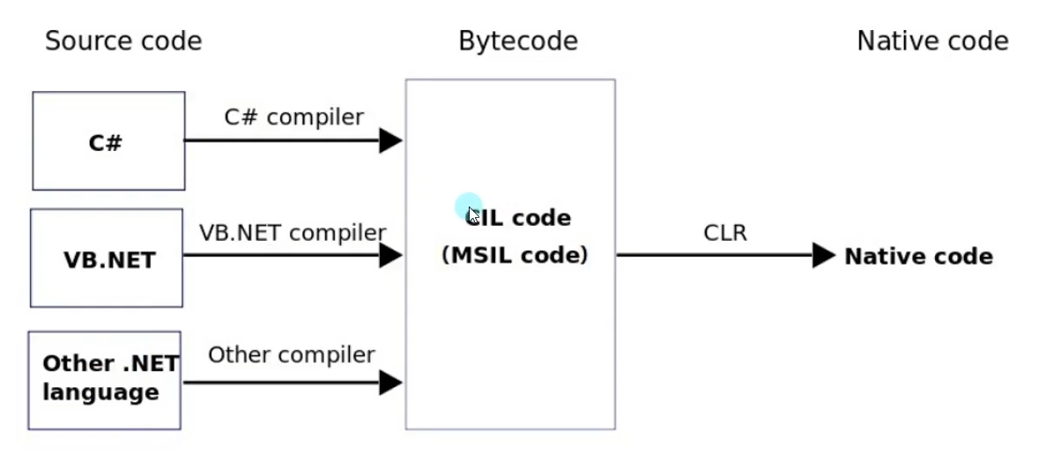 Source code
Bytecode
Native code
C#
C# compiler
VB.NET
VB.NET compiler
Other .NET
language
Other compiler
CIL code
(MSIL code)
CLR
Native code